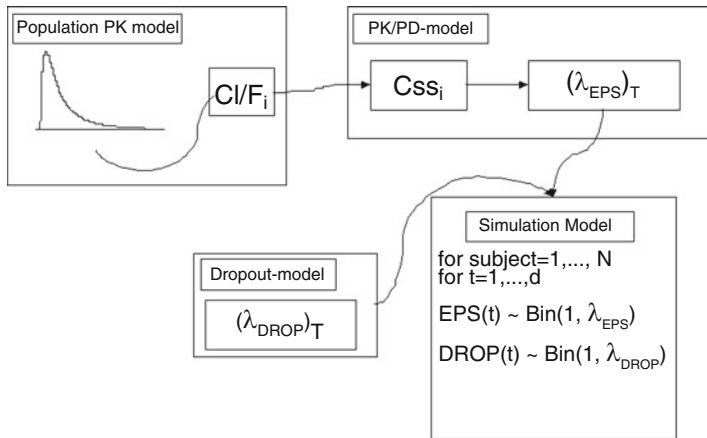 Population PK model
Cl/Fi
PK/PD-model
Cssi
(λEPS)T
Dropout-model
(λDROP)T
Simulation Model
for subject=1,..., N
for t=1,...,d
EPS(t) ~ Bin(1, λEPS)
DROP(t) ~ Bin(1, λDROP)